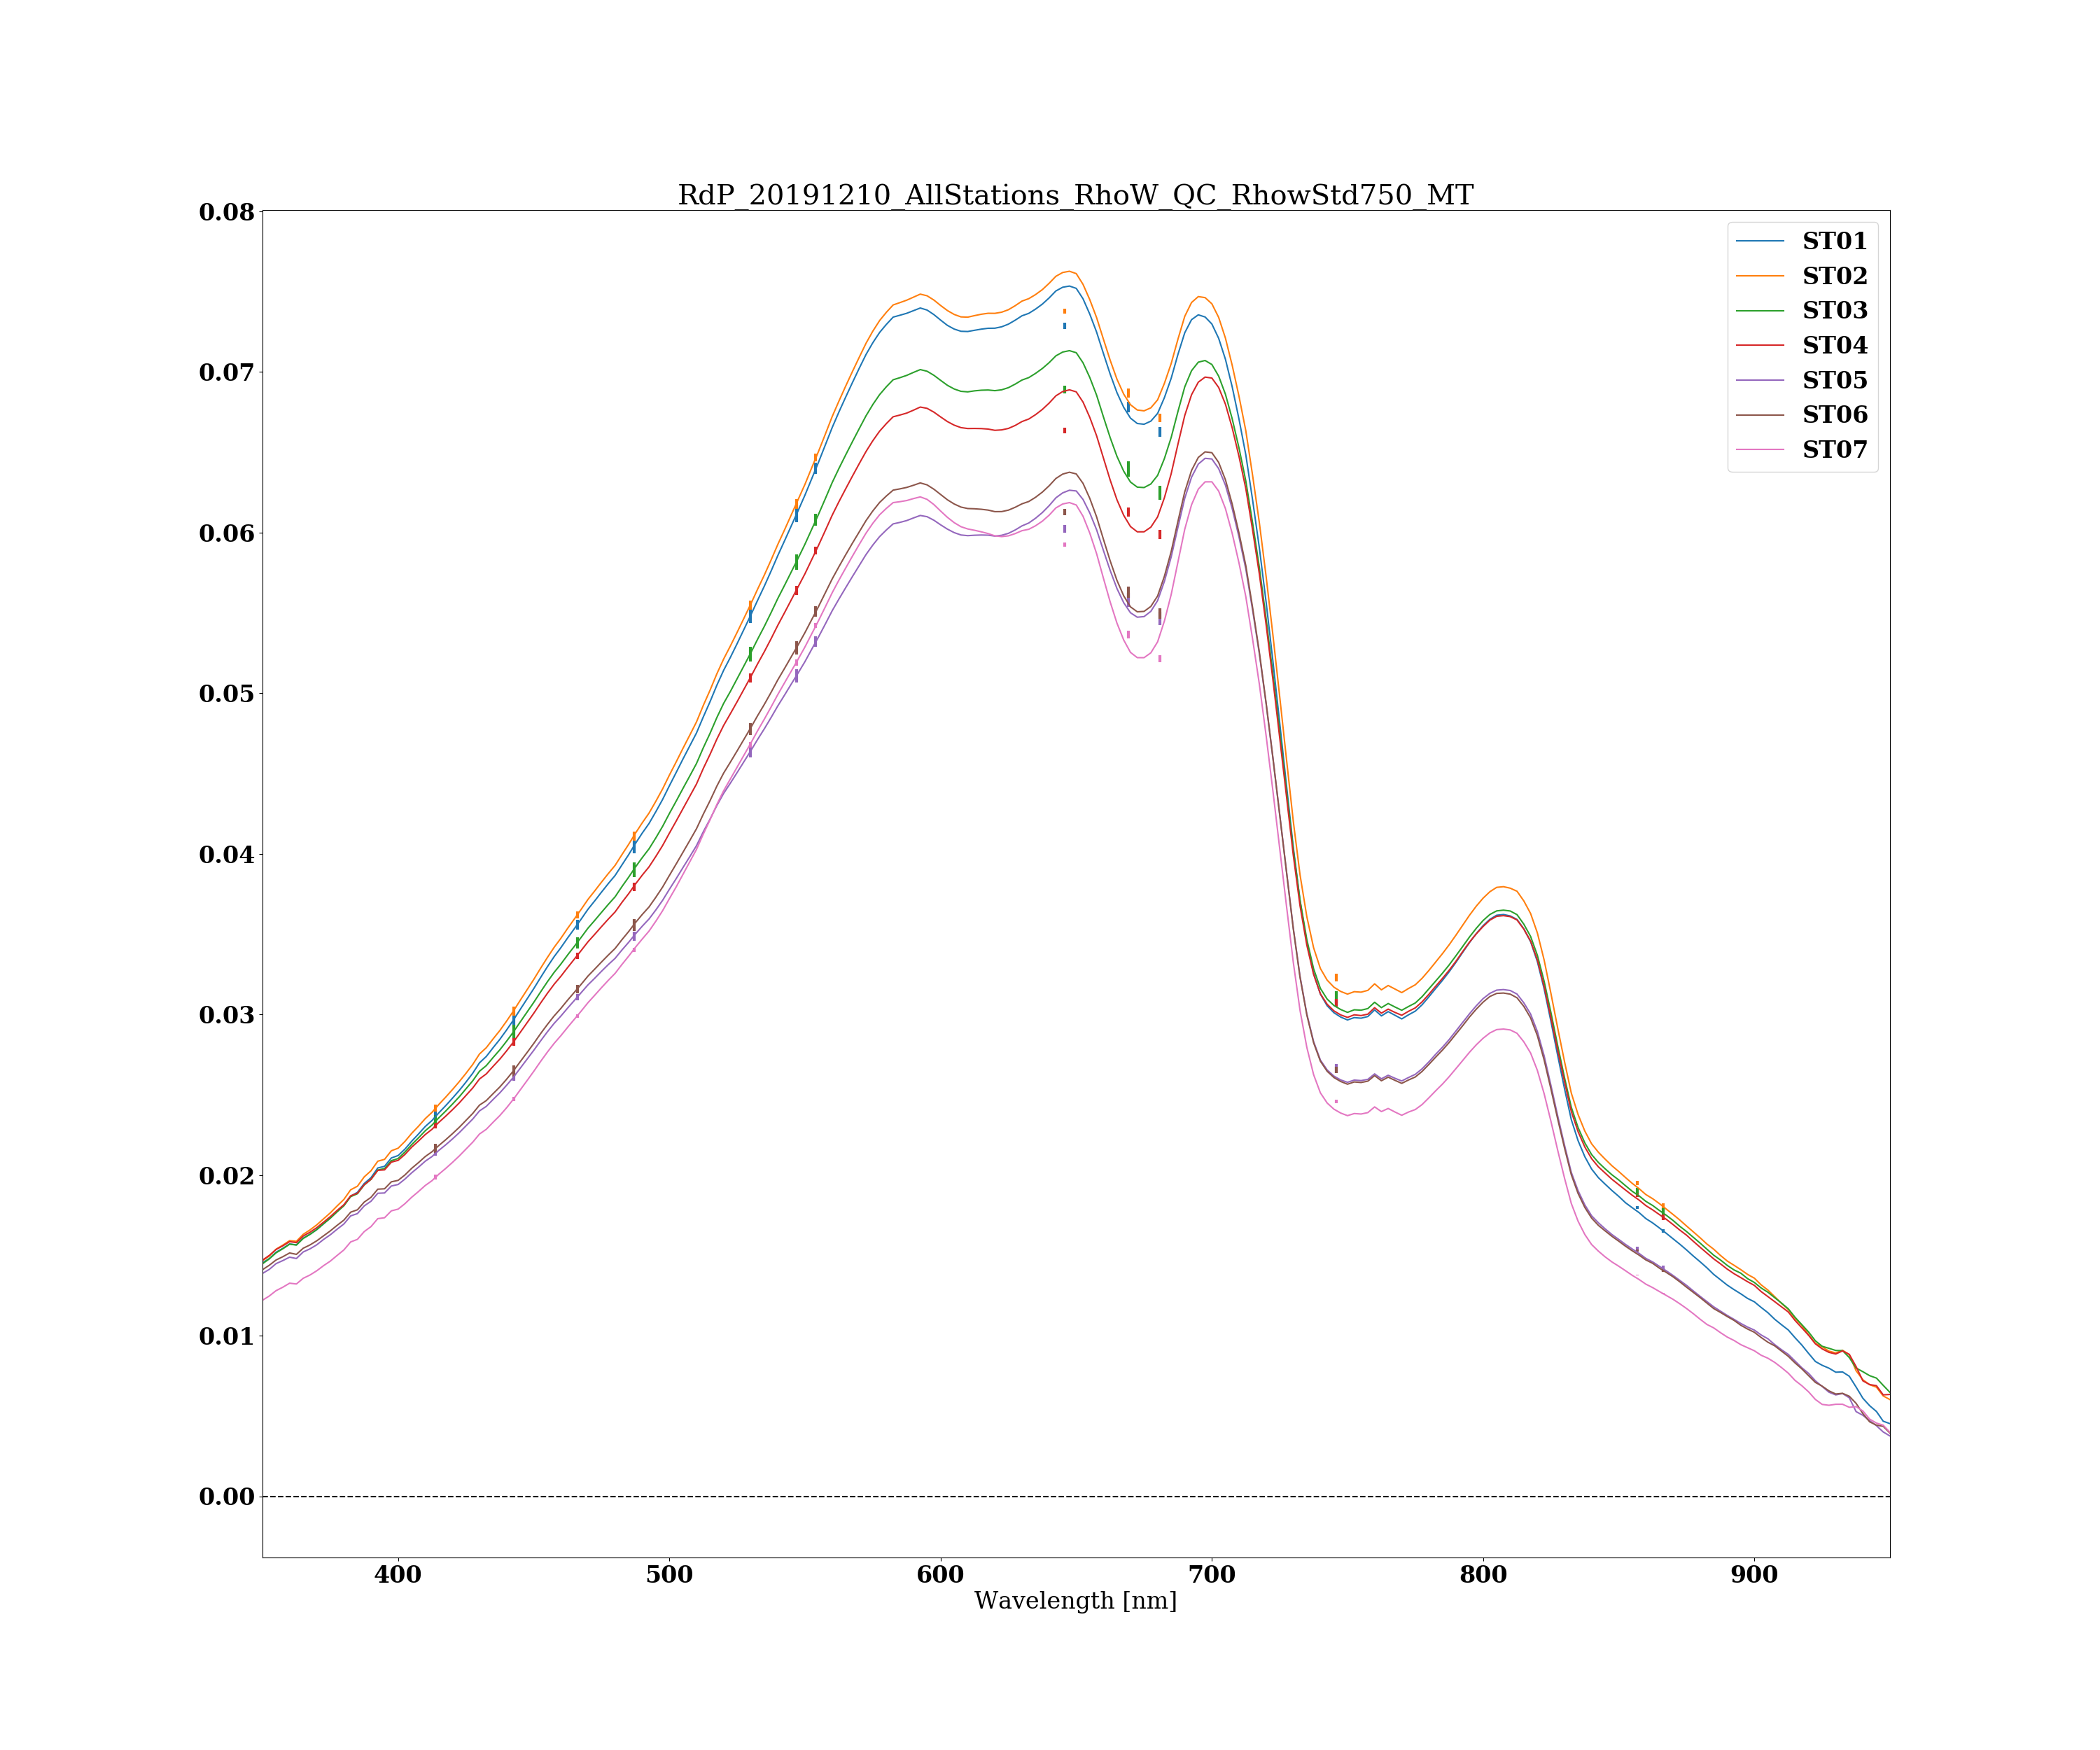 RdP_20191210_AllStations_RhoW_QC_RhowStd750_MT
0.08
0.07
0.06
0.05
0.04
0.03
0.02
0.01
0.00
ST01
ST02
ST03
ST04
ST05
ST06
ST07
400 500 600 700 800 900
Wavelength [nm]